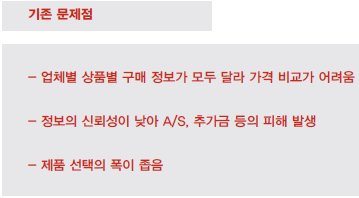 기존 문제점
– 업체별 상품별 구매 정보가 모두 달라 가격 비교가 어려움
– 정보의 신뢰성이 낮아 A/S, 추가금 등의 피해 발생
– 제품 선택의 폭이 좁음